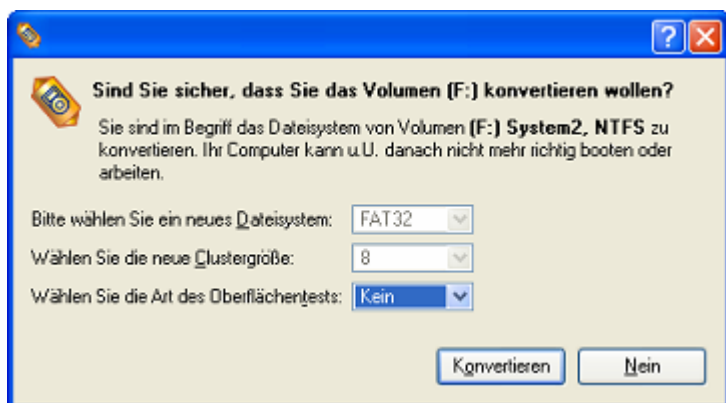 Sind Sie sicher, dass Sie das Volumen (F:) konvertieren wollen?
Sie sind im Begriff das Dateisystem von Volumen (F:) System2, NTFS zu
konvertieren. Ihr Computer kann u.U. danach nicht mehr richtig booten oder
arbeiten.
Bitte wählen Sie ein neues Dateisystem: FAT32
Wählen Sie die neue Clustergröße: 8
Wählen Sie die Art des Oberflächentests: Kein
Konvertieren Nein